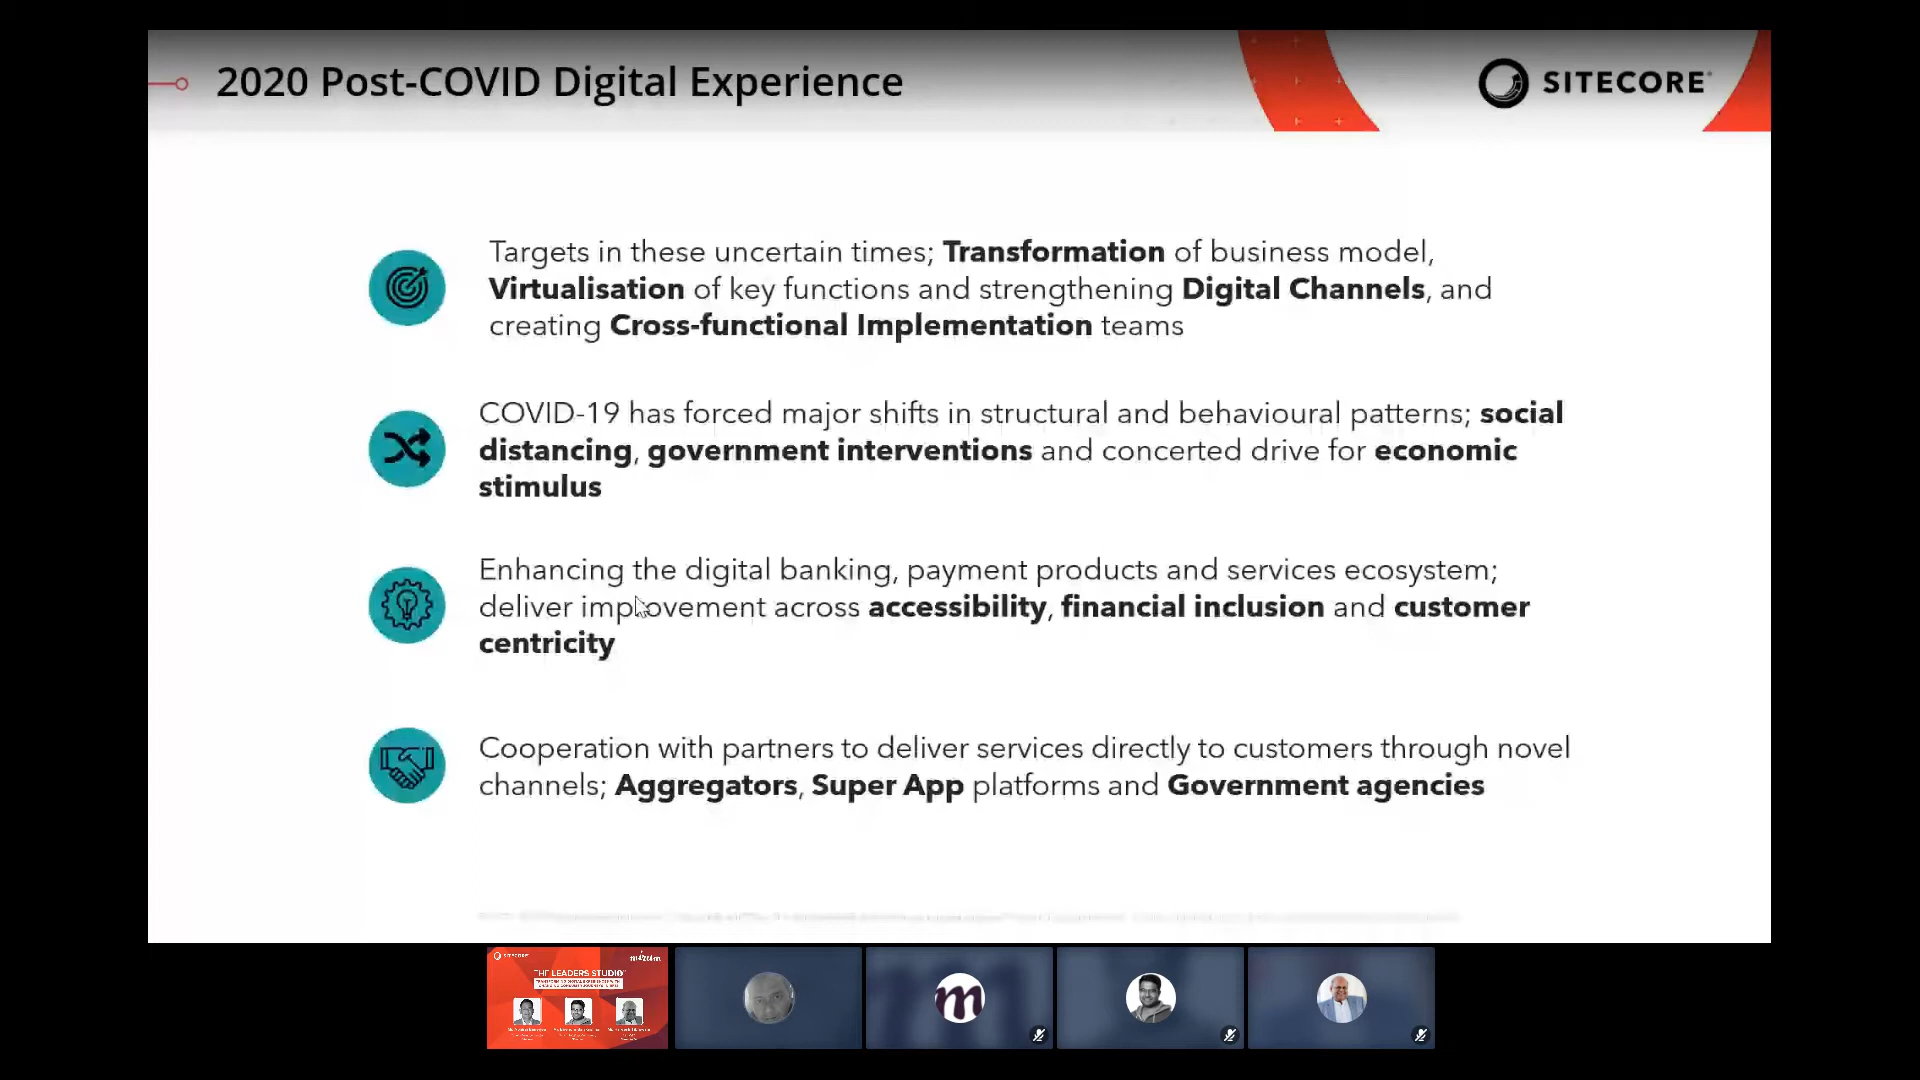 2020 Post-COVID Digital Experience
SITECORE
Targets in these uncertain times; Transformation of business model,
Virtualisation of key functions and strengthening Digital Channels, and
creating Cross-functional Implementation teams
COVID-19 has forced major shifts in structural and behavioural patterns; social
distancing, government interventions and concerted drive for economic
stimulus
Enhancing the digital banking, payment products and services ecosystem;
deliver improvement across accessibility, financial inclusion and customer
centricity
Cooperation with partners to deliver services directly to customers through novel
channels; Aggregators, Super App platforms and Government agencies
SITECORE
THE LEADERS STUDIO
m